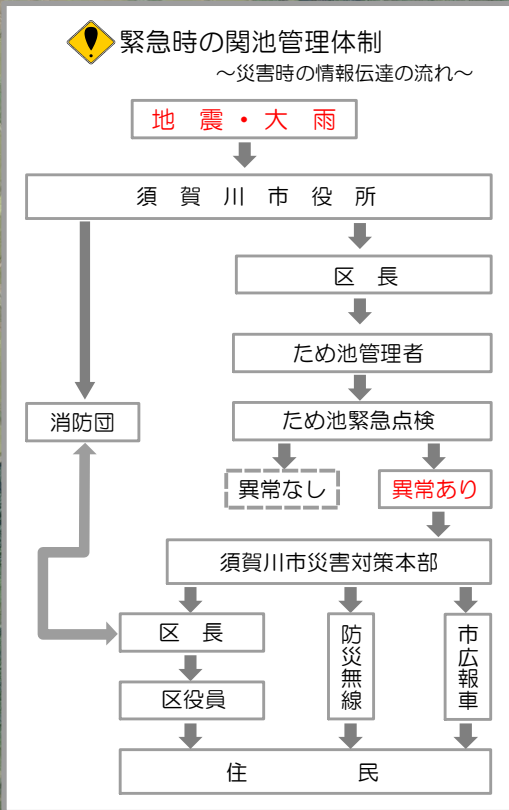 緊急時の関池管理体制
～災害時の情報伝達の流れ～
地 震・大 雨
須 賀 川 市 役 所
区 長
ため池管理者
消防団
ため池緊急点検
異常なし
異常あり
須賀川市災害対策本部
区 長
防災無線
市広報車
区役員
住 民